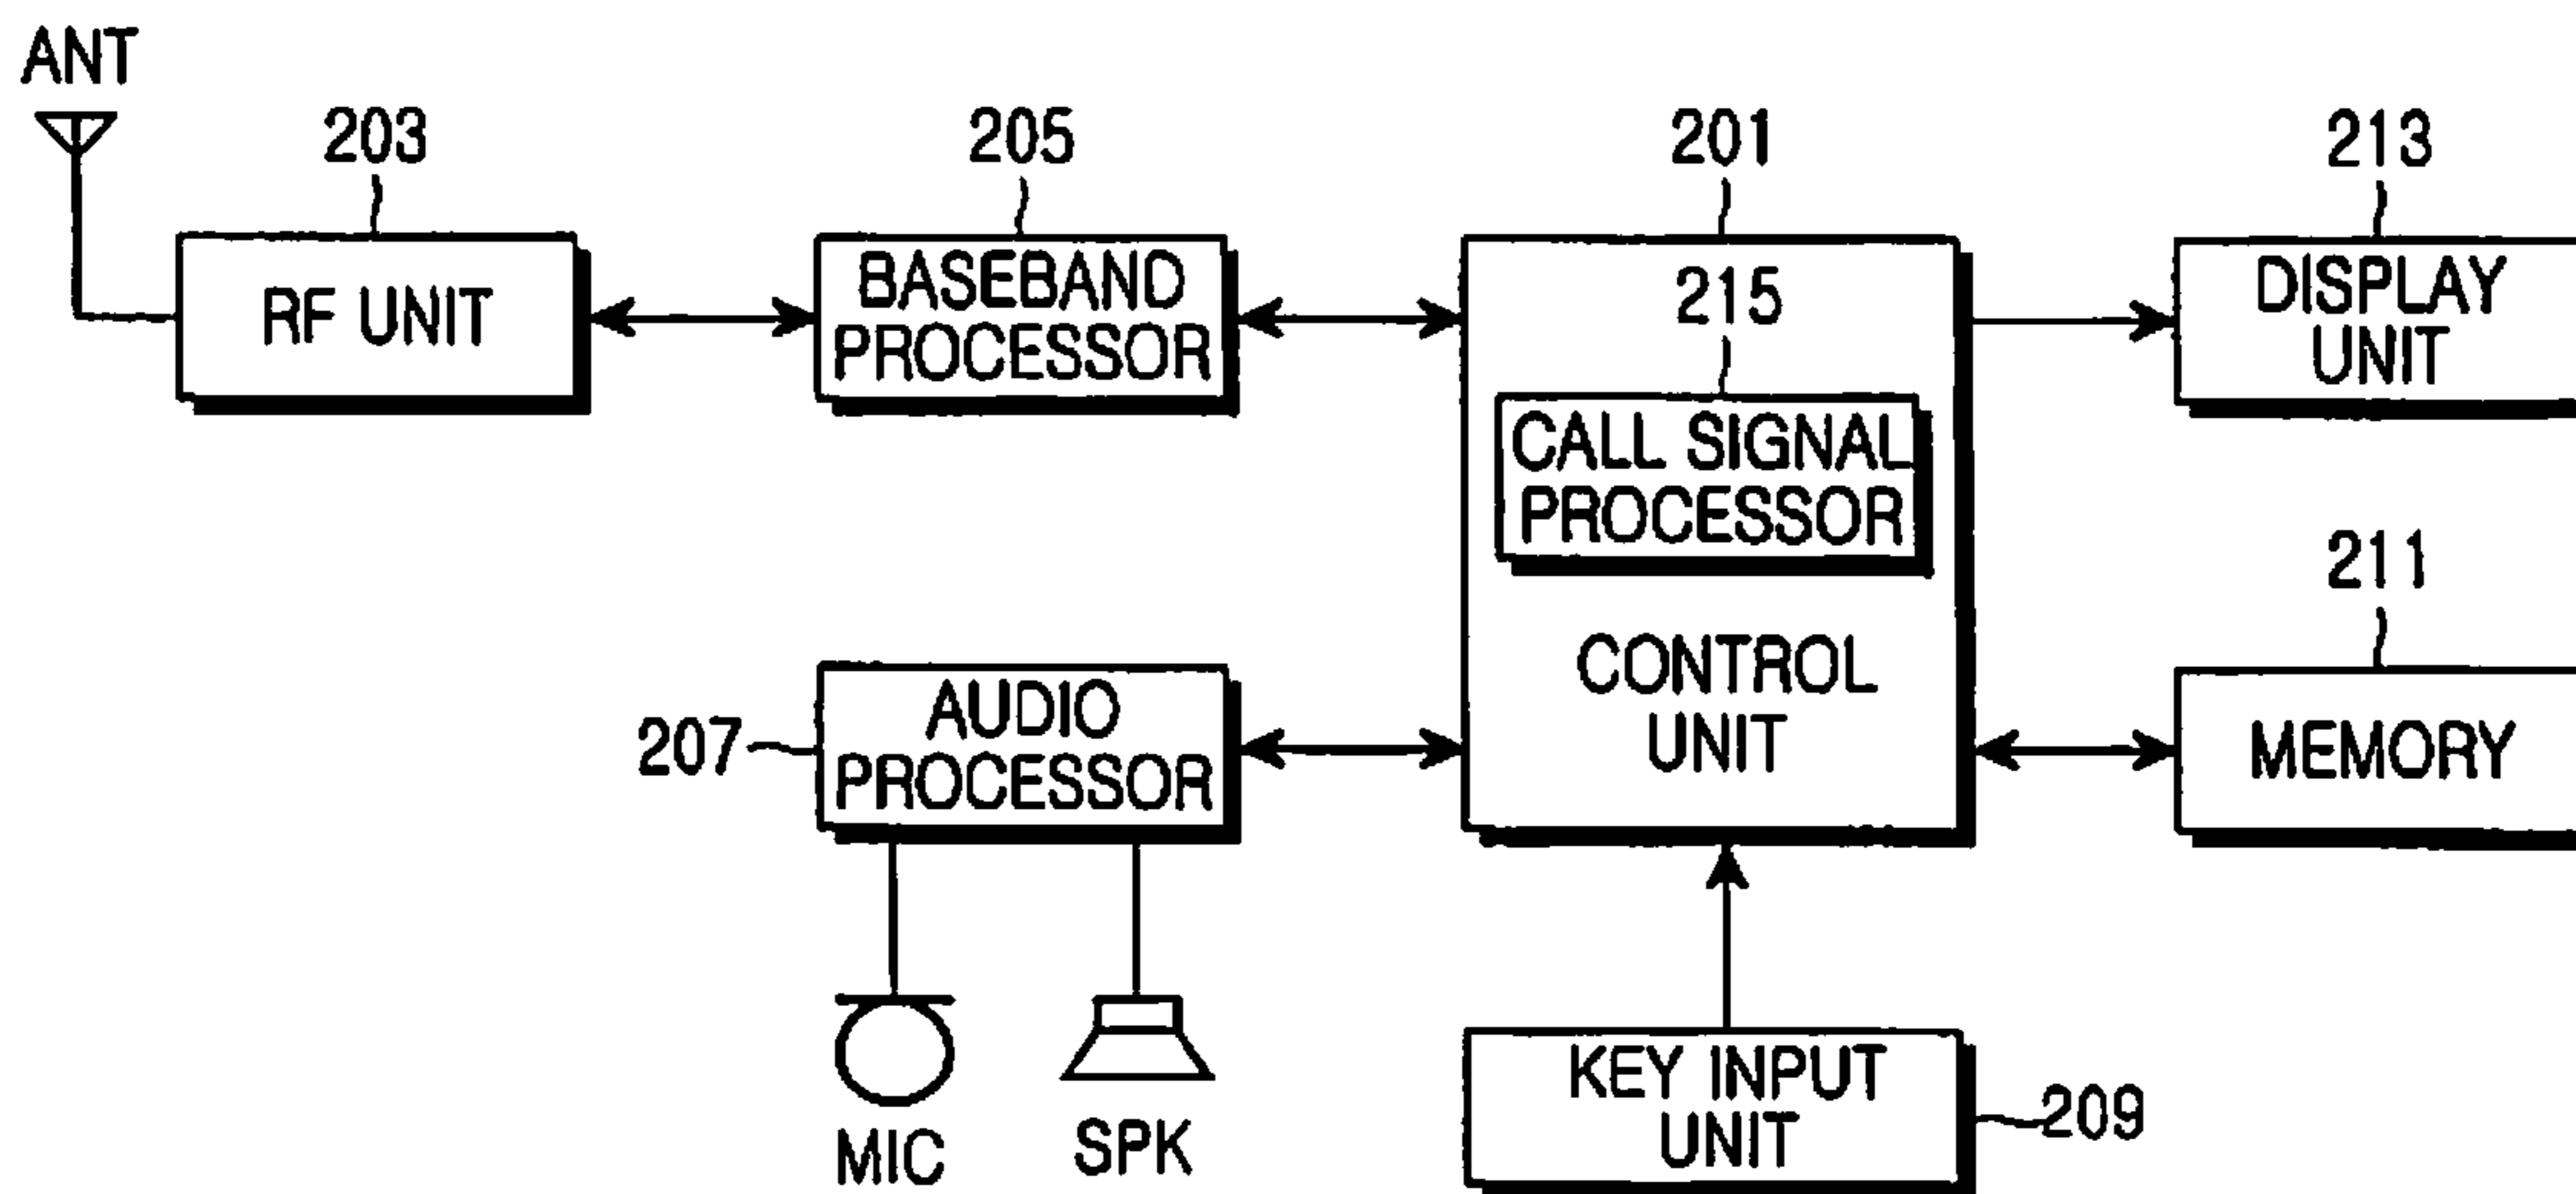 ANT
203
205
201
213
RF UNIT
BASEBAND
PROCESSOR
215
CALL SIGNAL
PROCESSOR
CONTROL
UNIT
DISPLAY
UNIT
211
MEMORY
207
AUDIO
PROCESSOR
MIC
SPK
KEY INPUT
UNIT
209